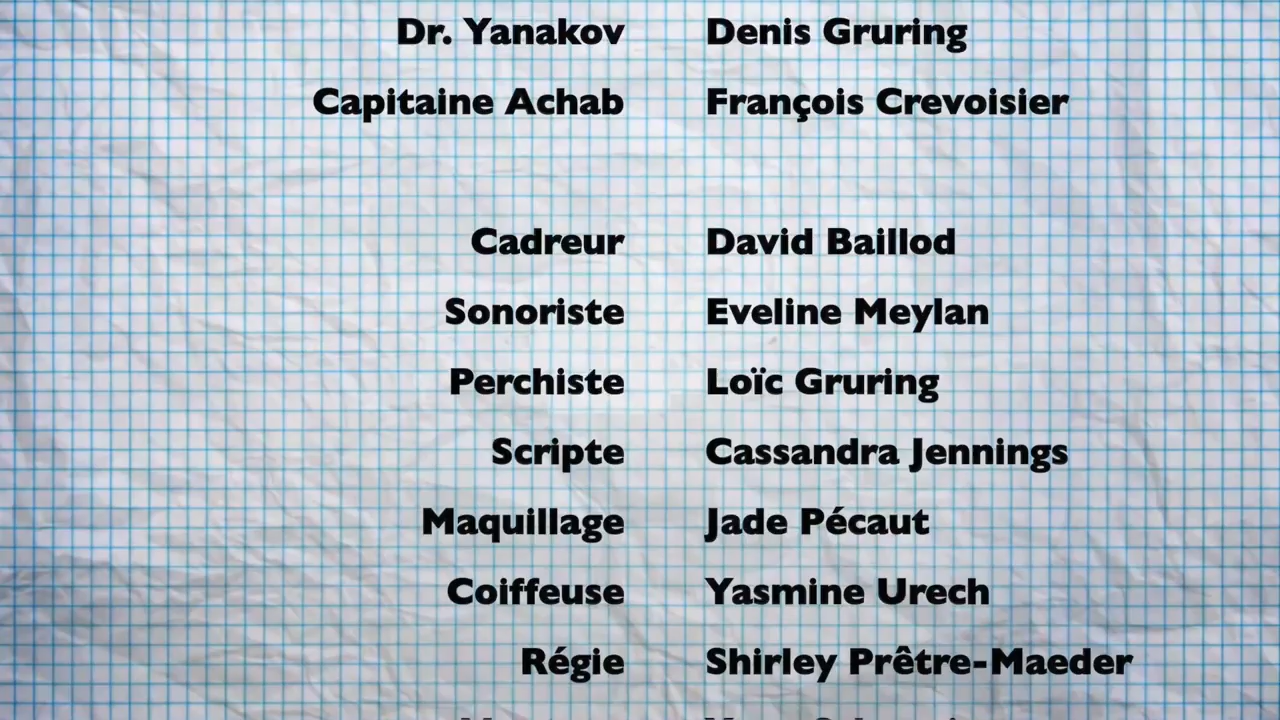 Dr. Yanakov Denis Gruring
Capitaine Achab François Crevoisier
Cadreur David Baillod
Sonoriste Eveline Meylan
Perchiste Loïc Gruring
Scripte Cassandra Jennings
Maquillage Jade Pécaut
Coiffeuse Yasmine Urech
Régie Shirley Prêtre-Maeder